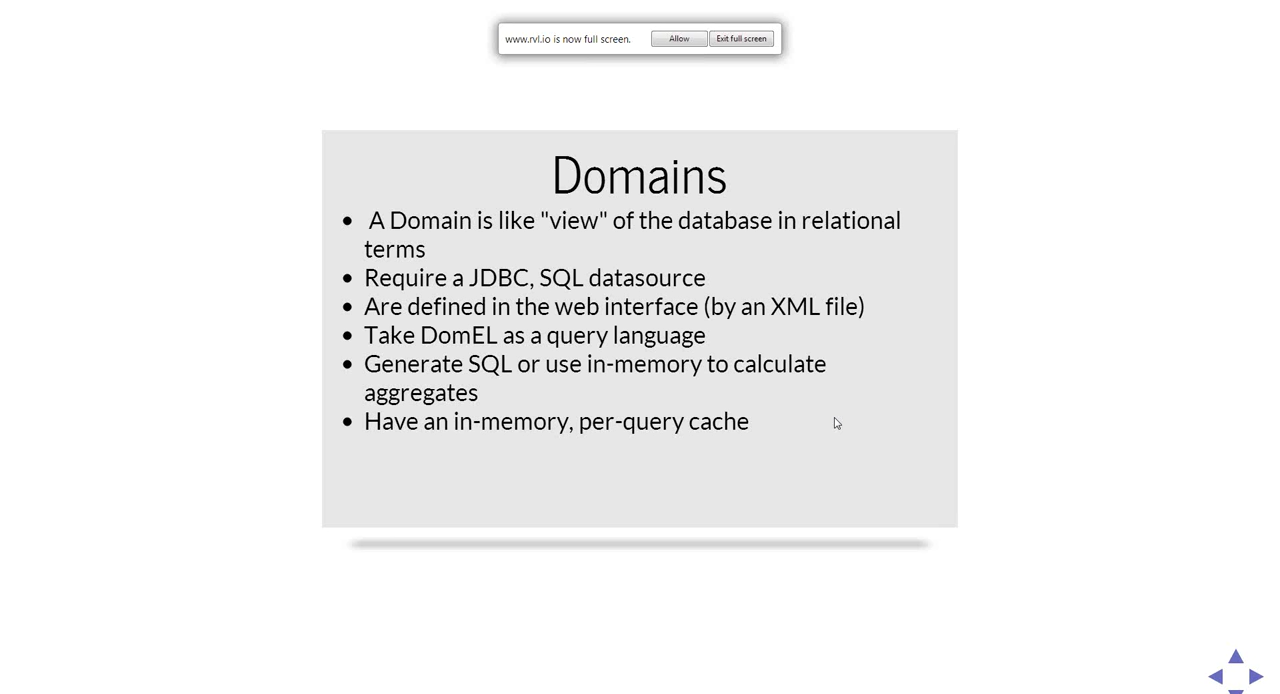 www.rvl.io is now full screen. Allow Exit full screen
Domains
• A Domain is like "view" of the database in relational
terms
• Require a JDBC, SQL datasource
• Are defined in the web interface (by an XML file)
• Take DomEL as a query language
• Generate SQL or use in-memory to calculate
aggregates
• Have an in-memory, per-query cache